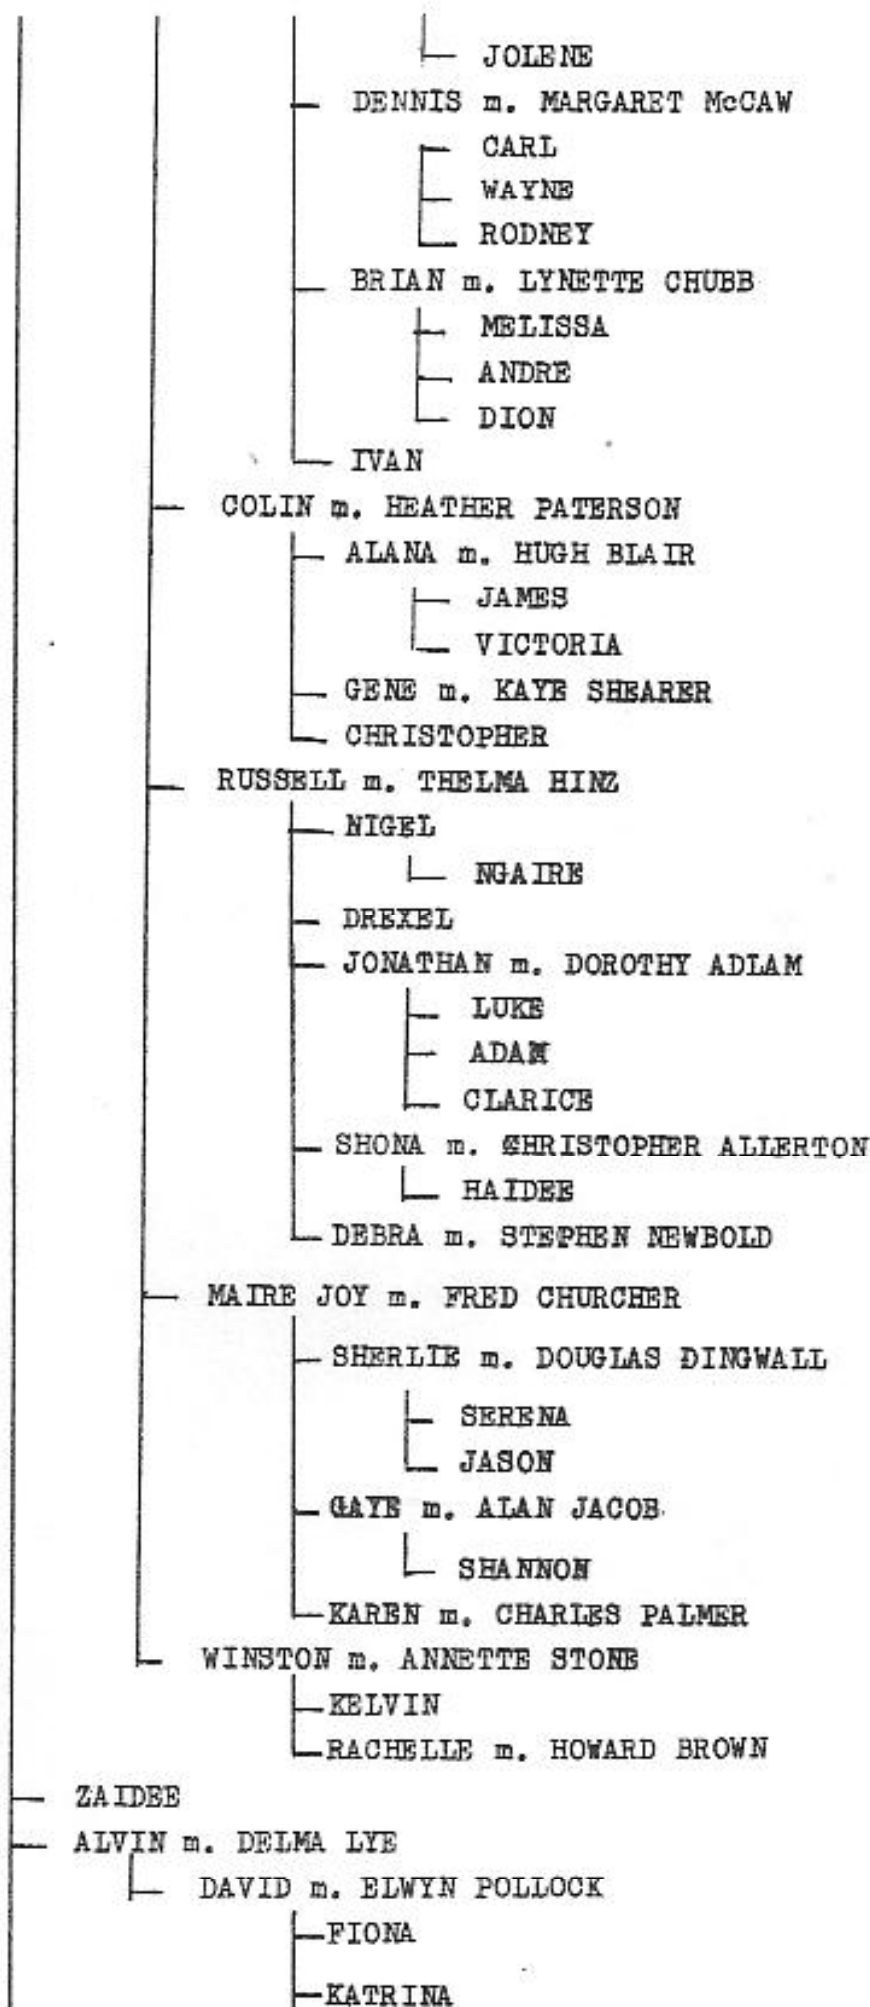 JOLENE
DENNIS m. MARGARET McCAW
CARL
WAYNE
RODNEY
BRIAN m. LYNETTE CHUBB
MELISSA
ANDRE
DION
IVAN
COLIN m. HEATHER PATERSON
ALANA m. HUGH BLAIR
JAMES
VICTORIA
GENE m. KAYE SHEARER
CHRISTOPHER
RUSSELL m. THELMA HINZ
NIGEL
NGAIRE
DREXEL
JONATHAN m. DOROTHY ADLAM
LUKE
ADAM
CLARICE
SHONA m. CHRISTOPHER ALLERTON
HAIDEE
DEBRA m. STEPHEN NEWBOLD
MAIRE JOY m. FRED CHURCHER
SHERLIE m. DOUGLAS DINGWALL
SERENA
JASON
GAYE m. ALAN JACOB
SHANNON
KAREN m. CHARLES PALMER
WINSTON m. ANNETTE STONE
KELVIN
RACHELLE m. HOWARD BROWN
ZAIDEE
ALVIN m. DELMA LYE
DAVID m. ELWYN POLLOCK
FIONA
KATRINA